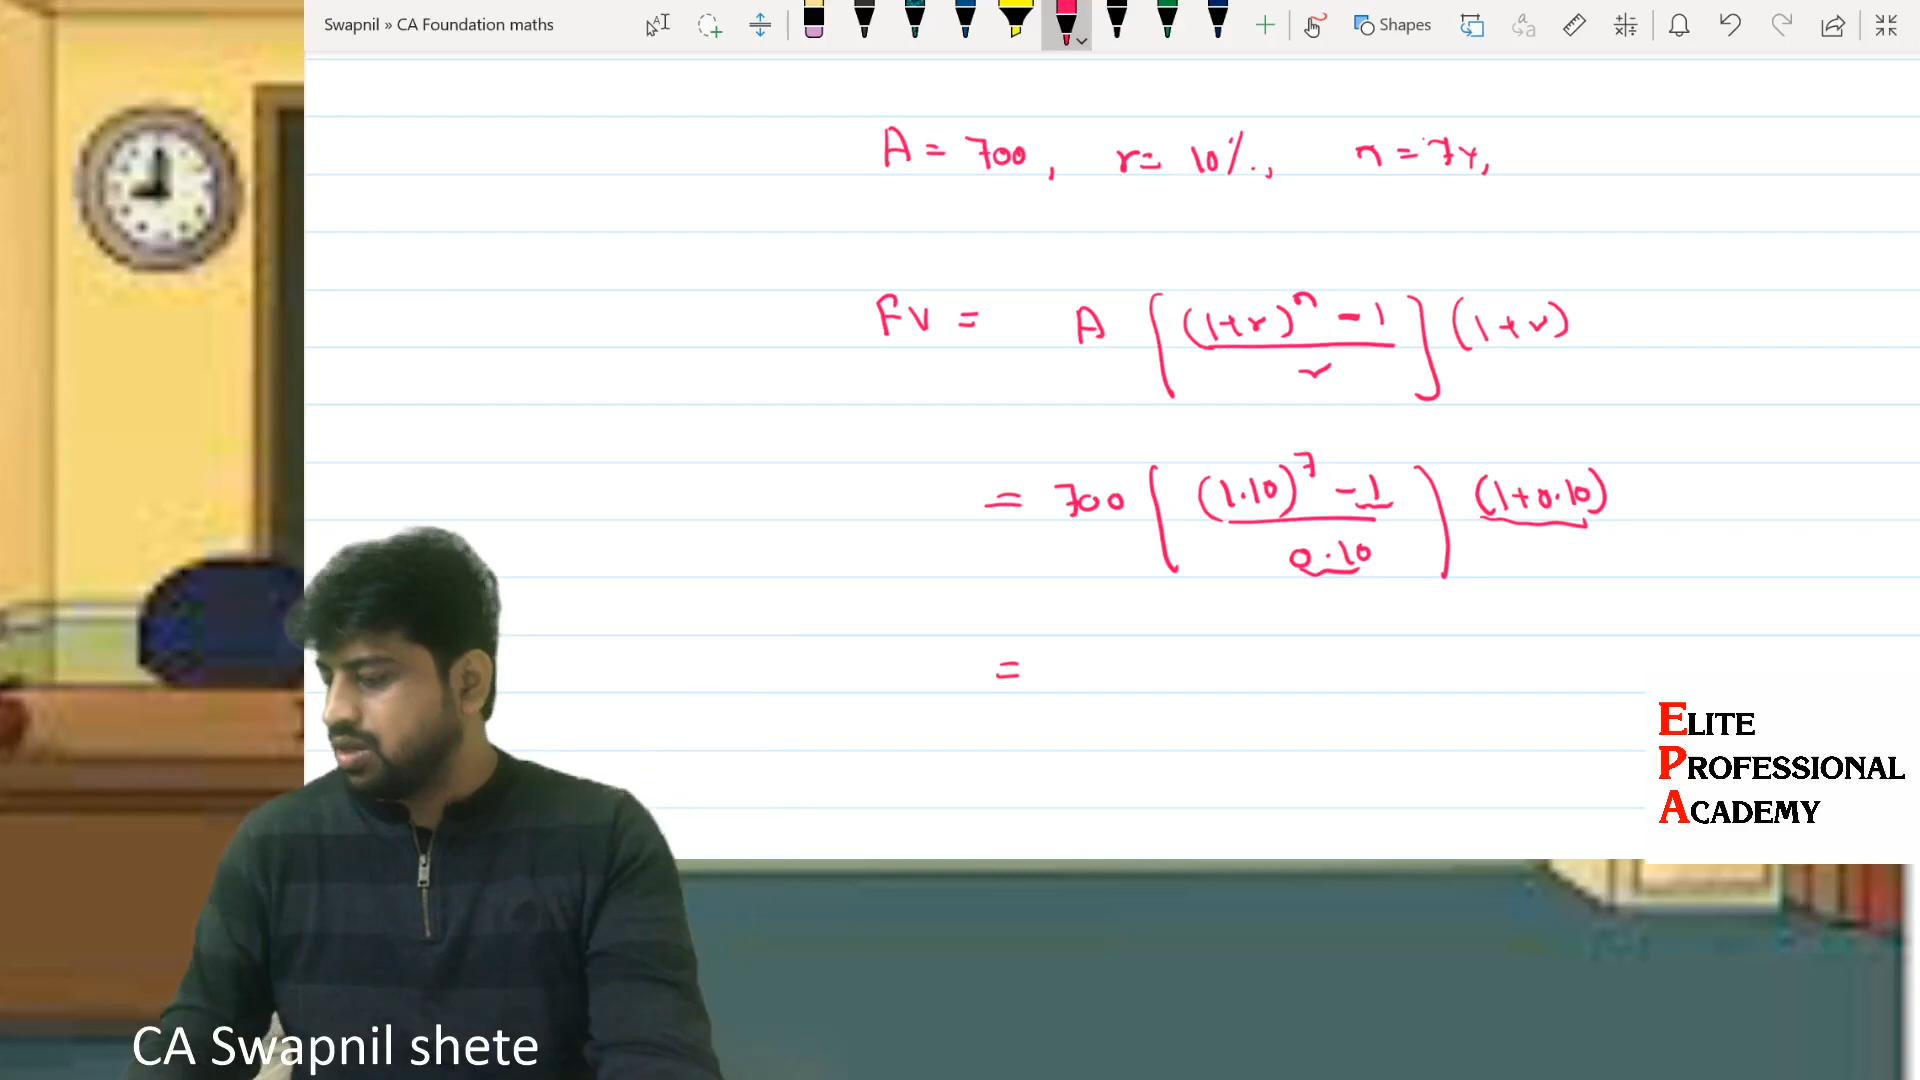 Swapnil » CA Foundation maths
Shapes
A = 700, r = 10%., n = 7y,
FV = A [ (1+r)^n - 1 / r ] (1+r)
= 700 [ (1.10)^7 - 1 / 0.10 ] (1+0.10)
=
ELITE
PROFESSIONAL
ACADEMY
CA Swapnil shete